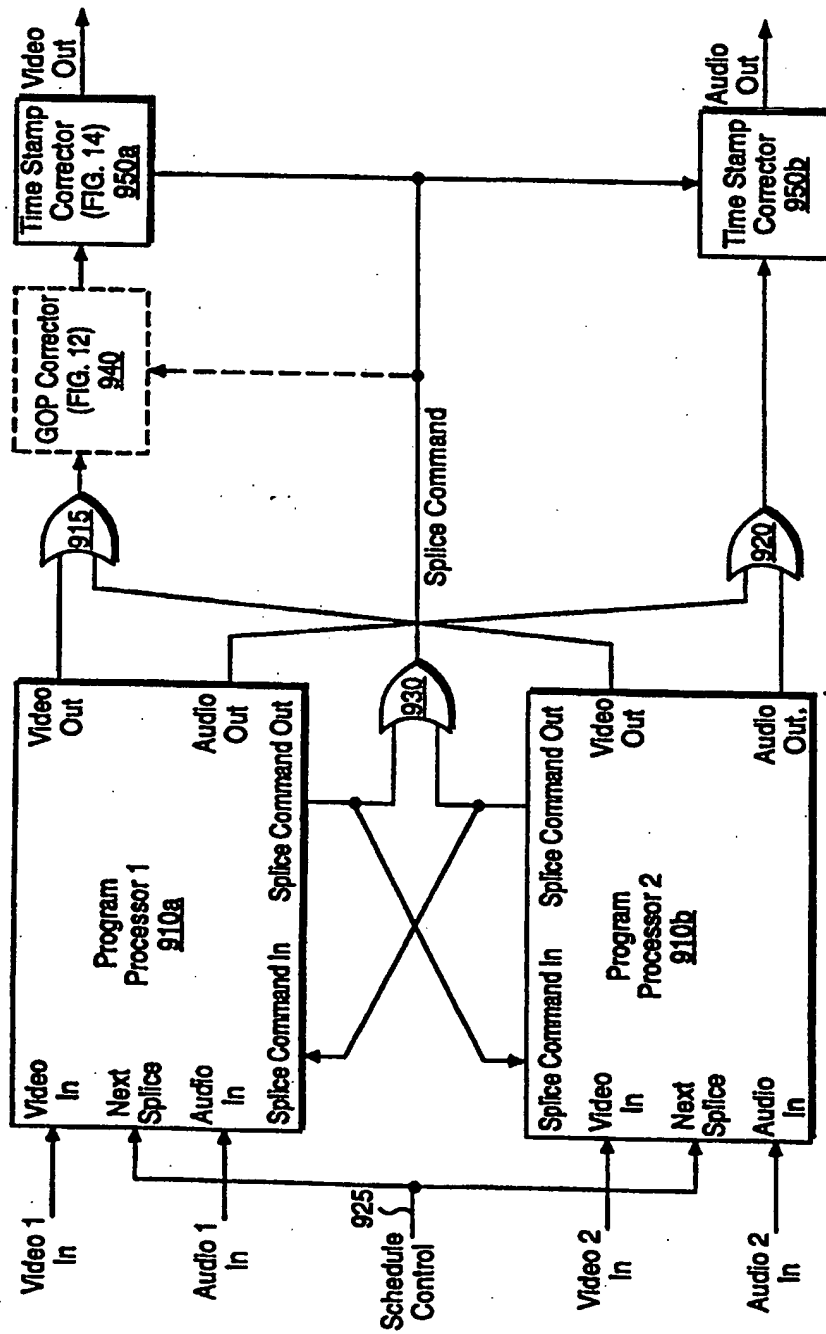 Video 1
In
Audio 1
In
925
Schedule
Control
Video 2
In
Audio 2
In
Video
In
Next
Splice
Audio
In
Splice Command In
Program
Processor 1
910a
Video
Out
Audio
Out
Splice Command Out
Splice Command In
Video
In
Next
Splice
Audio
In
Program
Processor 2
910b
Splice Command Out
Video
Out
Audio
Out.
915
930
920
Splice Command
GOP Corrector
(FIG. 12)
940
Time Stamp
Corrector
(FIG. 14)
950a
Video
Out
Time Stamp
Corrector
950b
Audio
Out